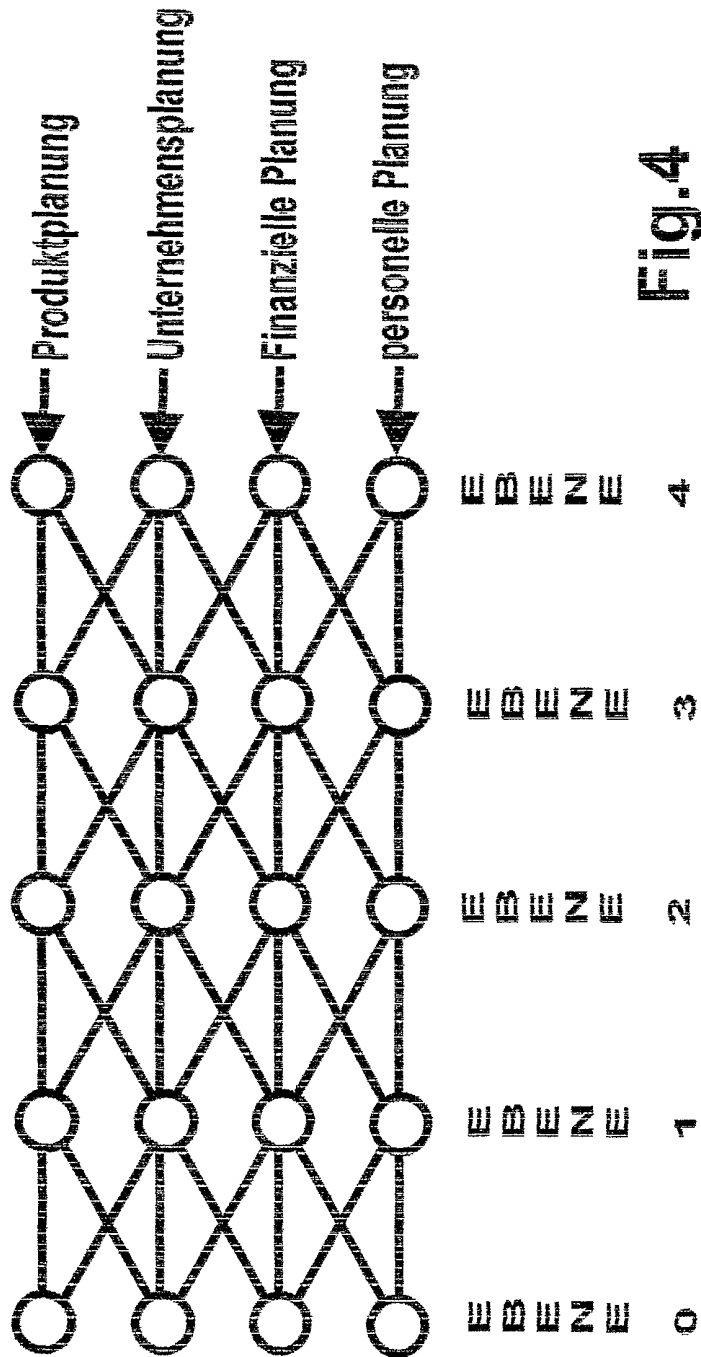 Produktplanung
Unternehmensplanung
Finanzielle Planung
personelle Planung
EBENE 0
EBENE 1
EBENE 2
EBENE 3
EBENE 4
Fig.4